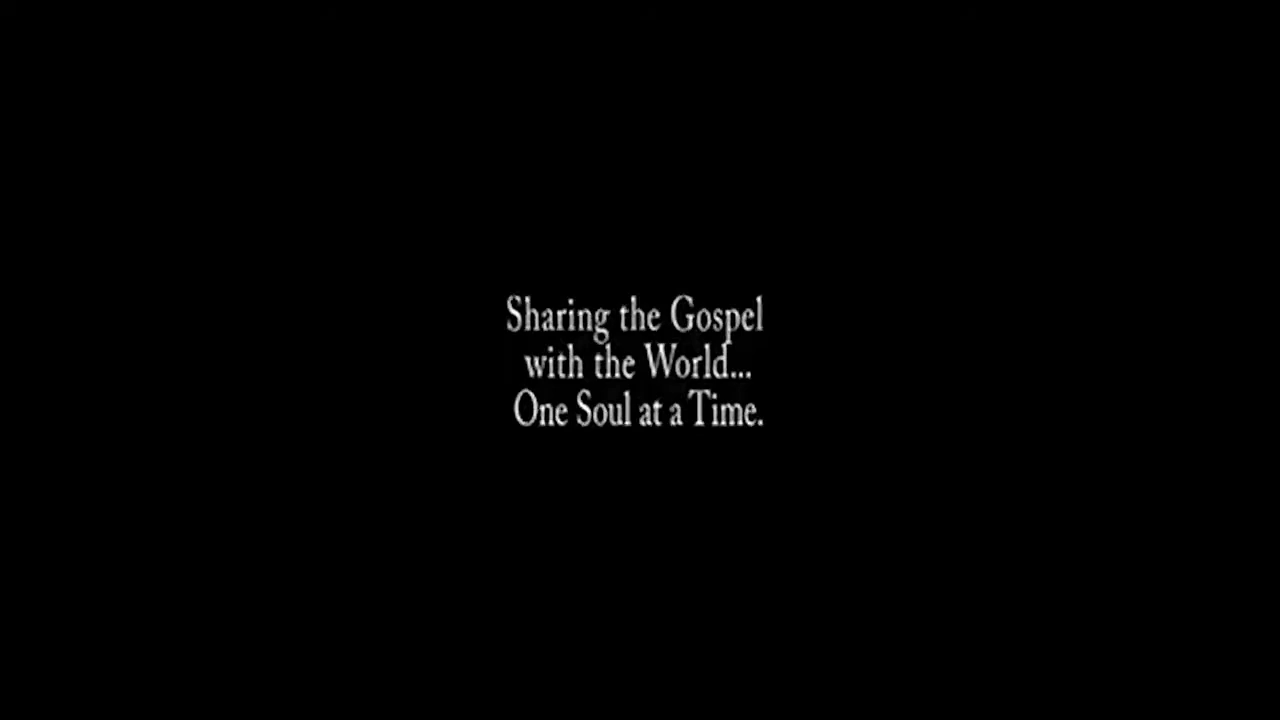 Sharing the Gospel
with the World...
One Soul at a Time.